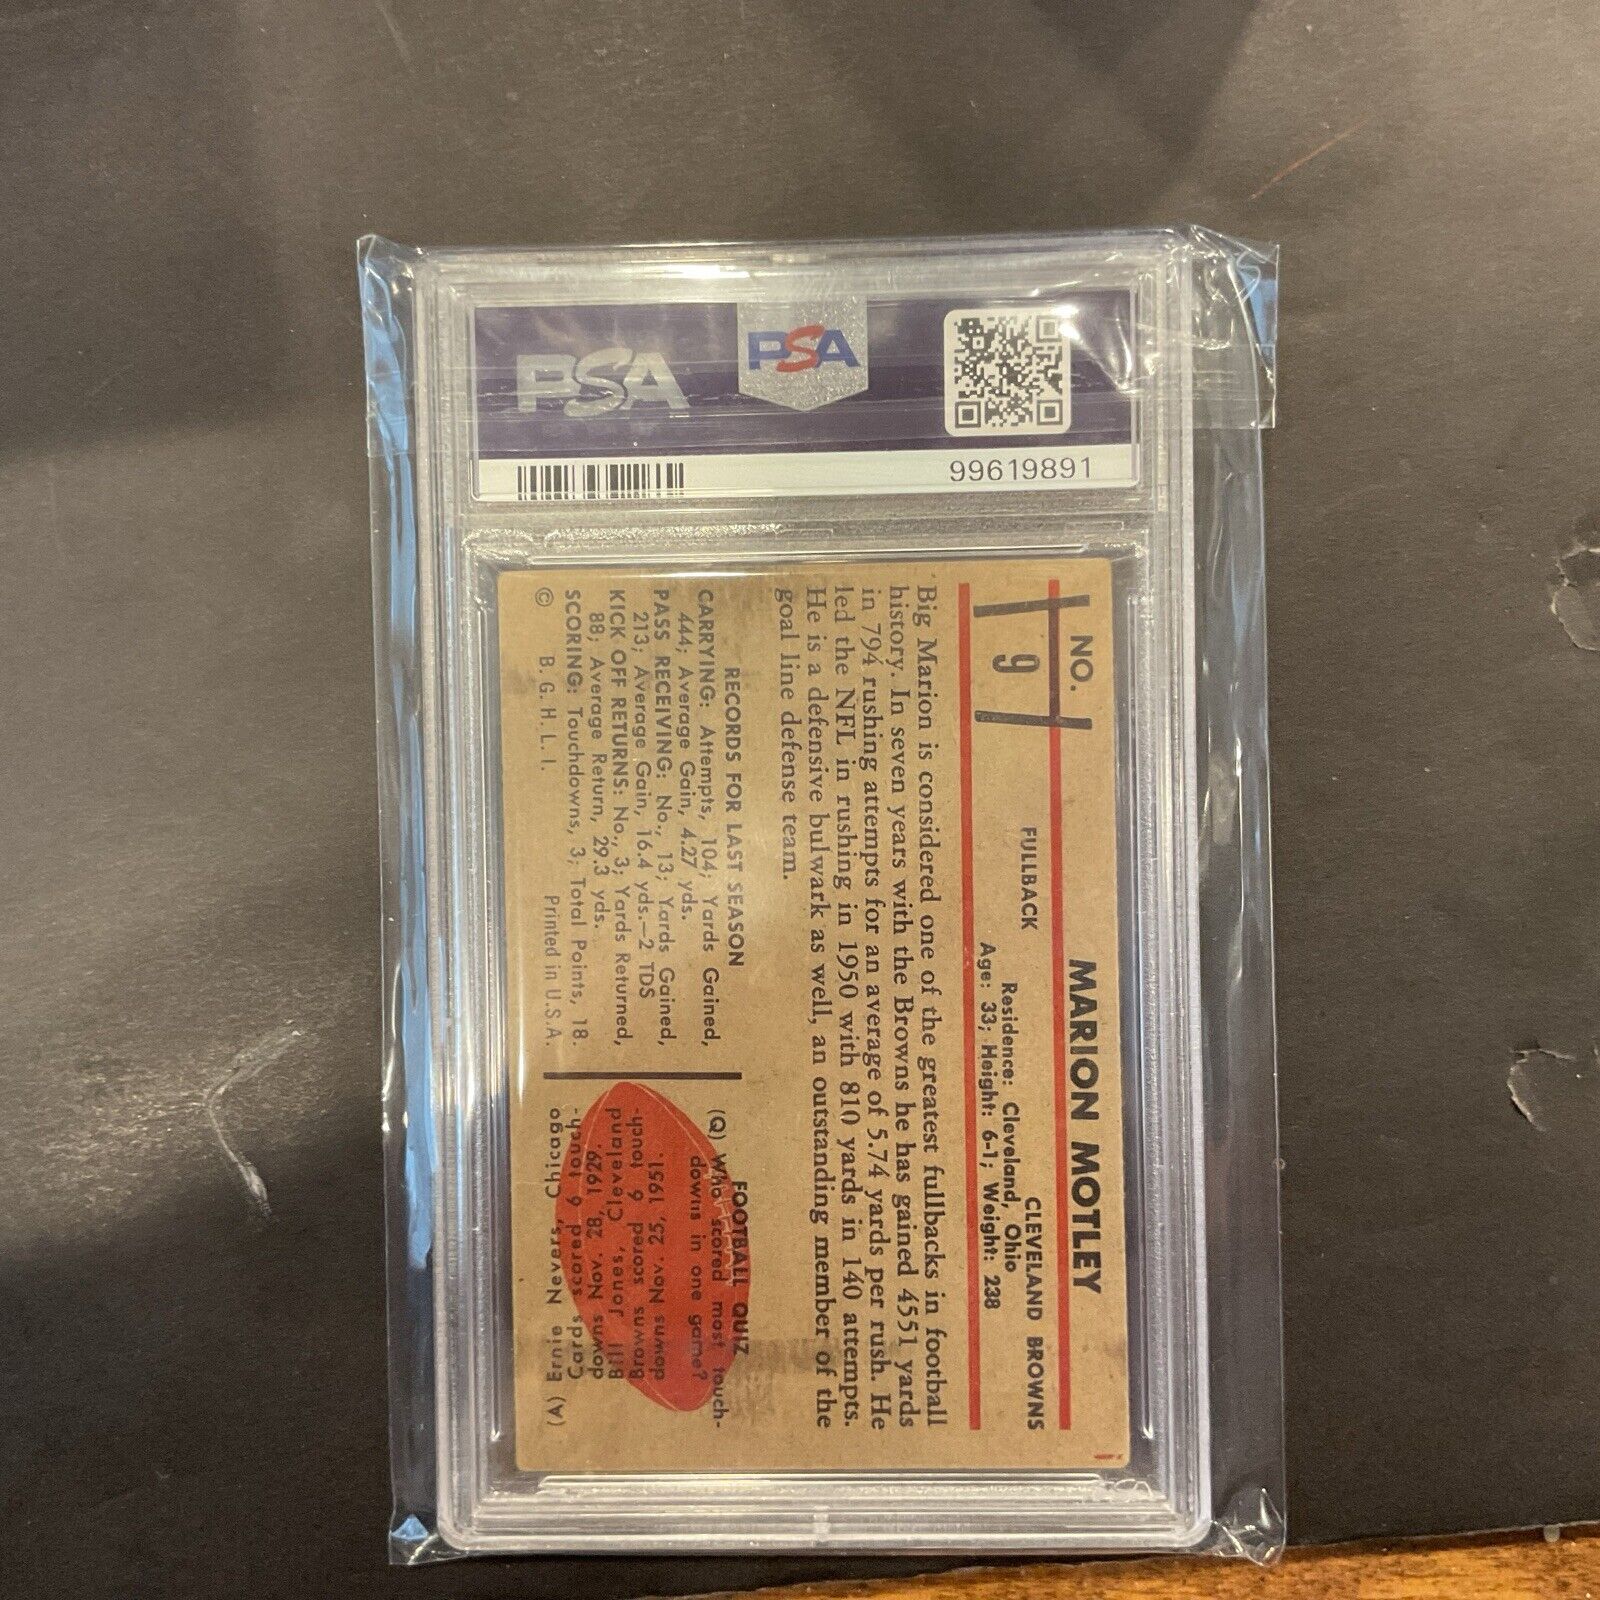 PSA
PSA
99619891
NO.
9
MARION MOTLEY
FULLBACK
CLEVELAND BROWNS
Residence: Cleveland, Ohio
Age: 33; Height: 6-1; Weight: 238
Big Marion is considered one of the greatest fullbacks in football
history. In seven years with the Browns he has gained 4551 yards
in 794 rushing attempts for an average of 5.74 yards per rush. He
led the NFL in rushing in 1950 with 810 yards in 140 attempts.
He is a defensive bulwark as well, an outstanding member of the
goal line defense team.
RECORDS FOR LAST SEASON
CARRYING: Attempts, 104; Yards Gained,
444; Average Gain, 4.27 yds.
PASS RECEIVING: No., 13; Yards Gained,
213; Average Gain, 16.4 yds.—2 TDS
KICK OFF RETURNS: No., 3; Yards Returned,
88; Average Return, 29.3 yds.
SCORING: Touchdowns, 3; Total Points, 18.
© B. G. H. L. I. Printed in U.S.A.
FOOTBALL QUIZ
(Q) Who scored most touch-
downs in one game?
(A) Ernie Nevers, Chicago
Cards scored 6 touch-
downs Nov. 28, 1929.
Bill Jones, Cleveland
Browns scored 6 touch-
downs Nov. 25, 1951.